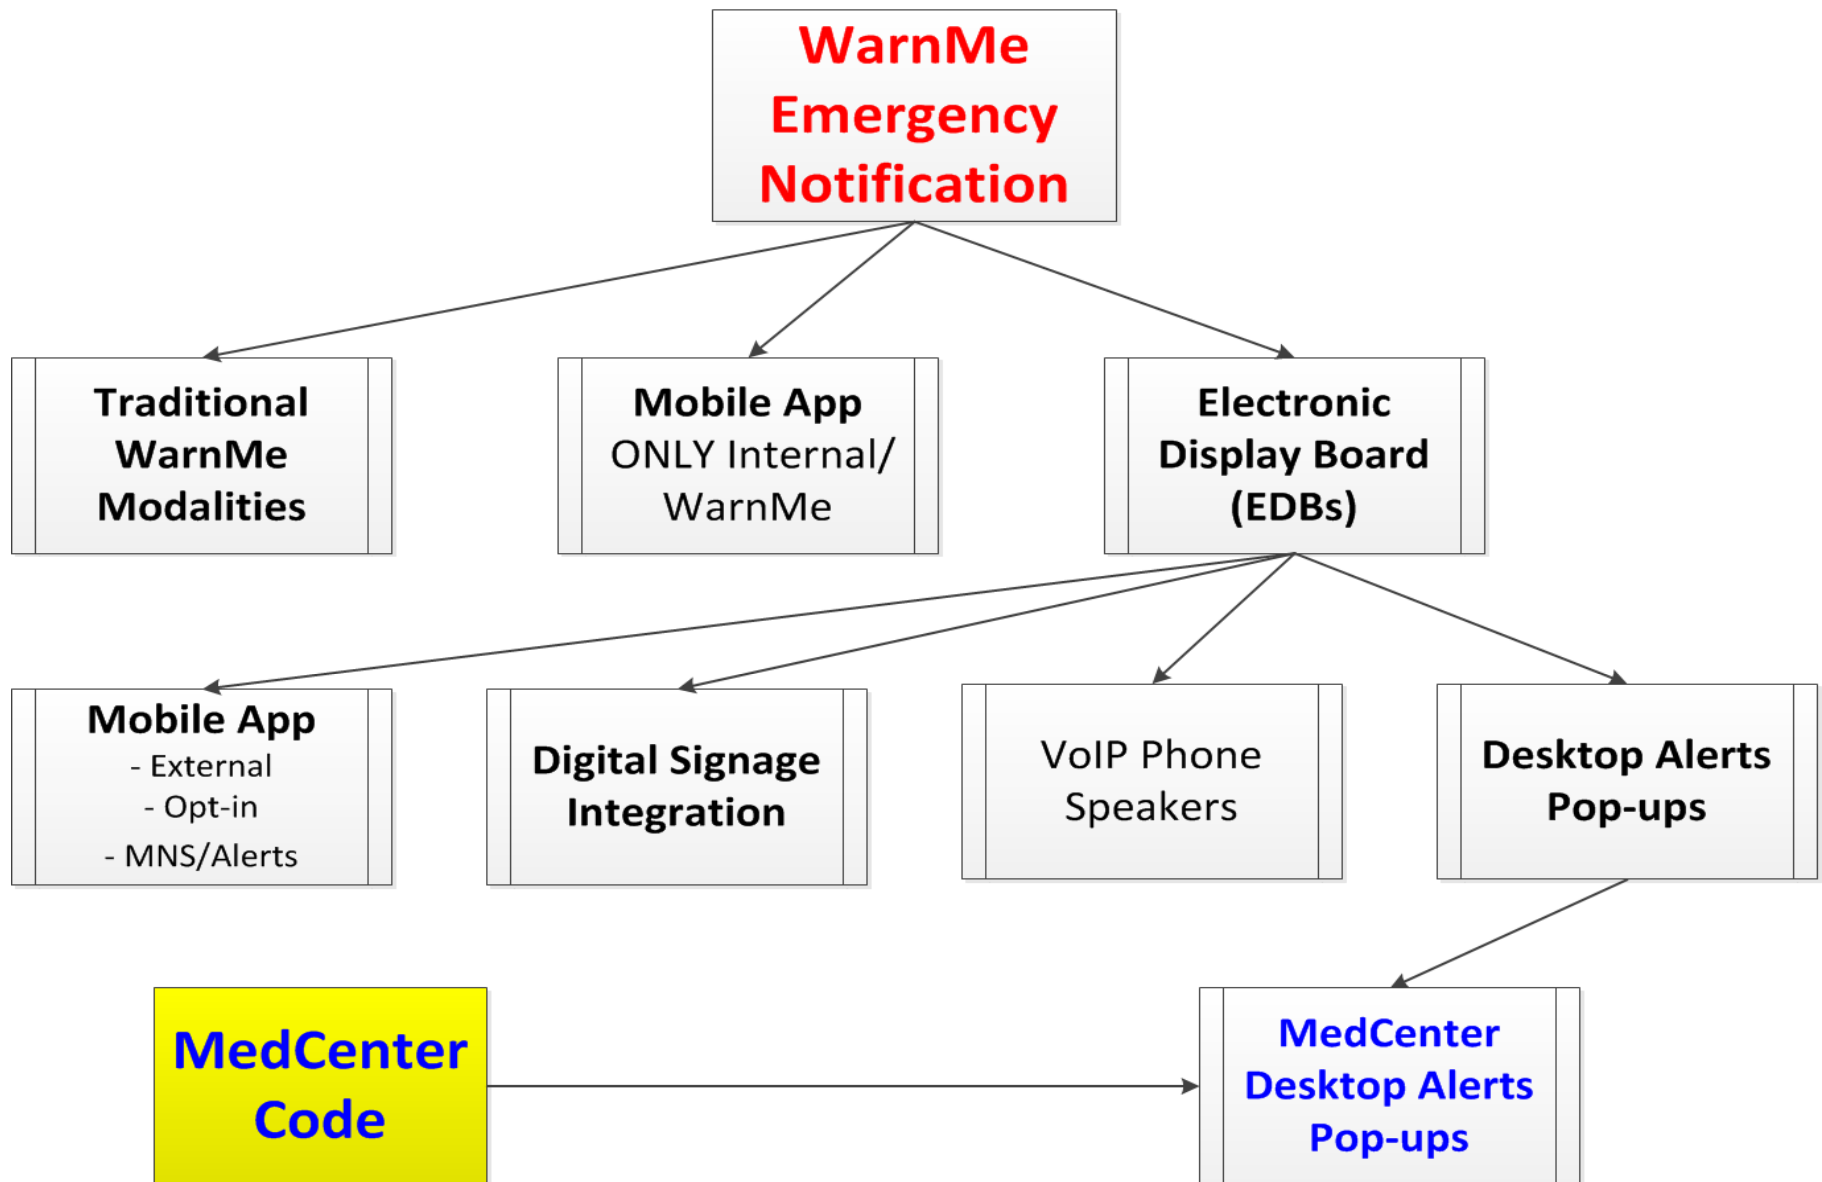 WarnMe
Emergency
Notification
Traditional
WarnMe
Modalities
Mobile App
ONLY Internal/
WarnMe
Electronic
Display Board
(EDBs)
Mobile App
- External
- Opt-in
- MNS/Alerts
Digital Signage
Integration
VoIP Phone
Speakers
Desktop Alerts
Pop-ups
MedCenter
Code
MedCenter
Desktop Alerts
Pop-ups